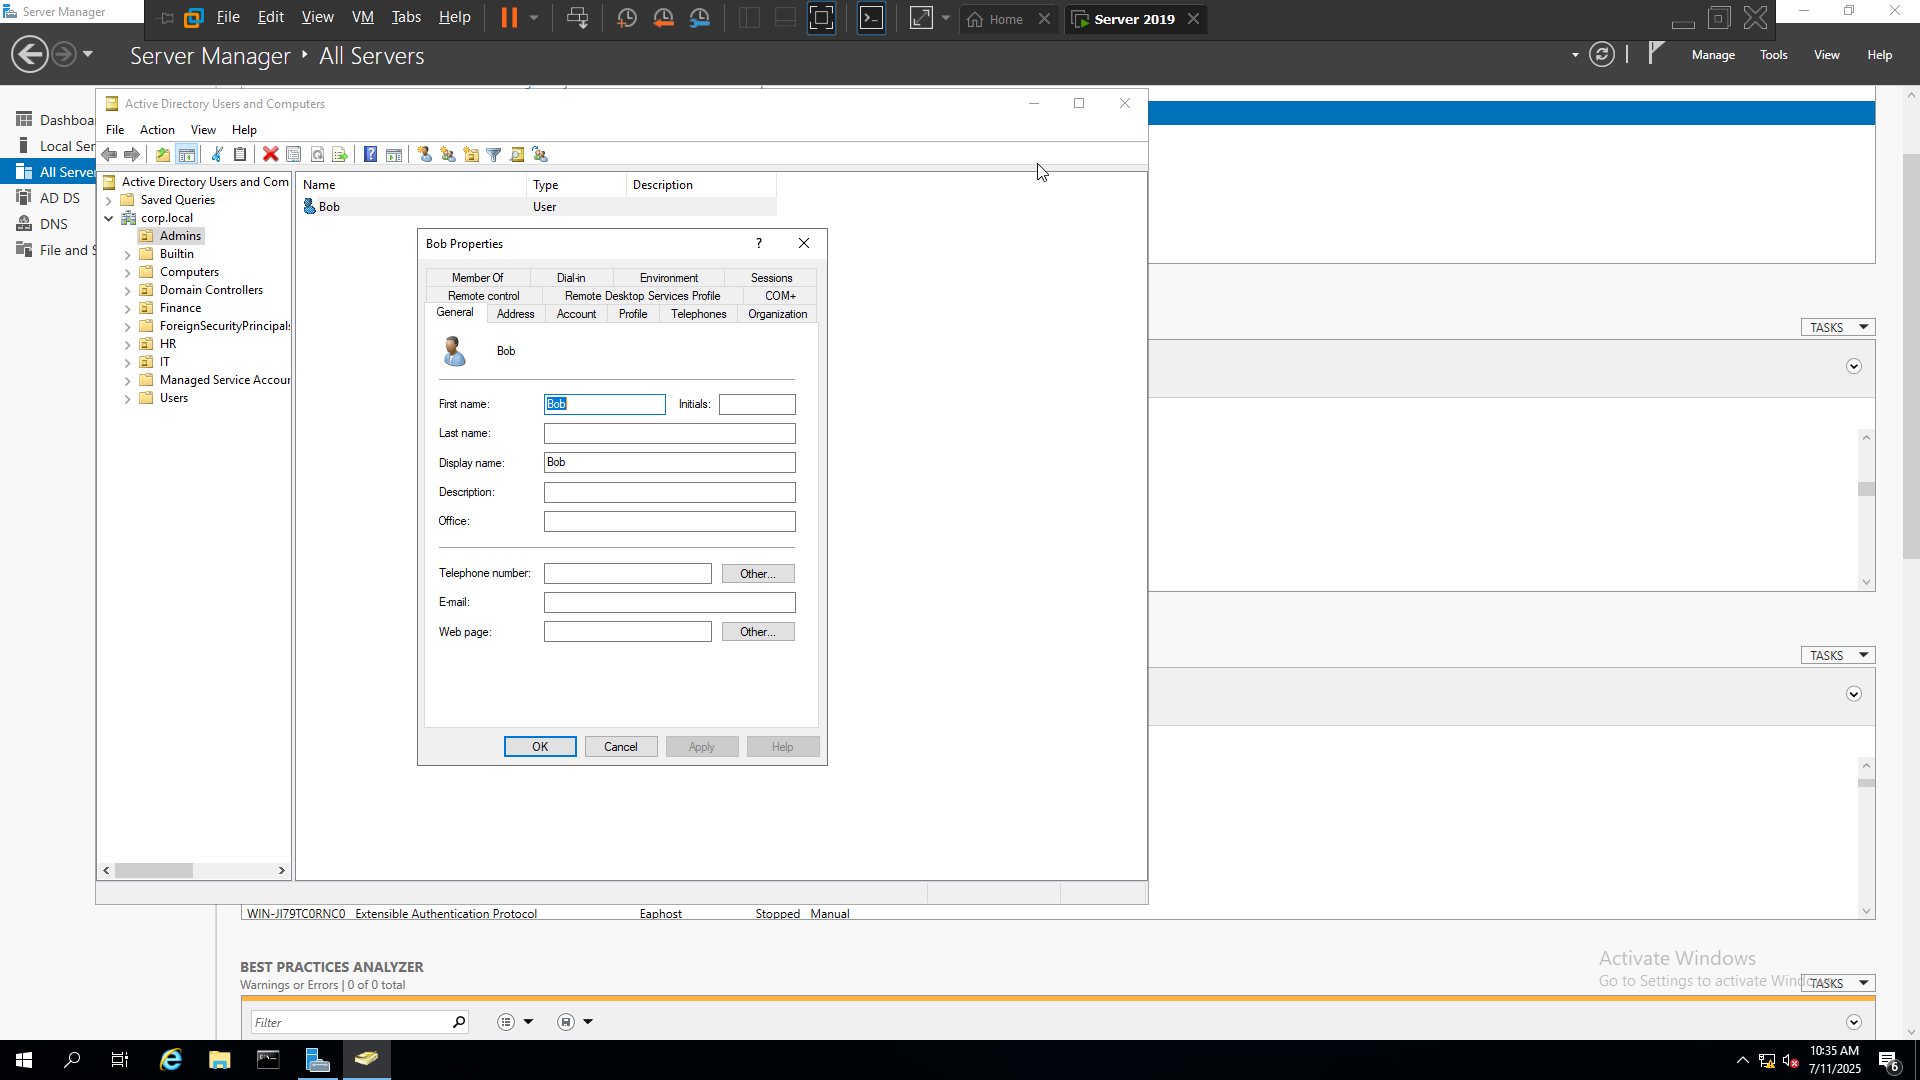 Server Manager
File Edit View VM Tabs Help
Home
Server 2019
Server Manager All Servers
Manage Tools View Help
Dashboa
Local Ser
All Server
AD DS
DNS
File and S
Active Directory Users and Computers
File Action View Help
Active Directory Users and Com
Saved Queries
corp.local
Admins
Builtin
Computers
Domain Controllers
Finance
ForeignSecurityPrincipals
HR
IT
Managed Service Accour
Users
Name Type Description
Bob User
Bob Properties
?
Member Of Dial-in Environment Sessions
Remote control Remote Desktop Services Profile COM+
General Address Account Profile Telephones Organization
Bob
First name: Bob Initials:
Last name:
Display name: Bob
Description:
Office:
Telephone number: Other...
E-mail:
Web page: Other...
OK Cancel Apply Help
TASKS
TASKS
WIN-JI79TC0RNC0 Extensible Authentication Protocol Eaphost Stopped Manual
BEST PRACTICES ANALYZER
Warnings or Errors | 0 of 0 total
TASKS
Filter
Activate Windows
Go to Settings to activate Windows.
10:35 AM
7/11/2025
6